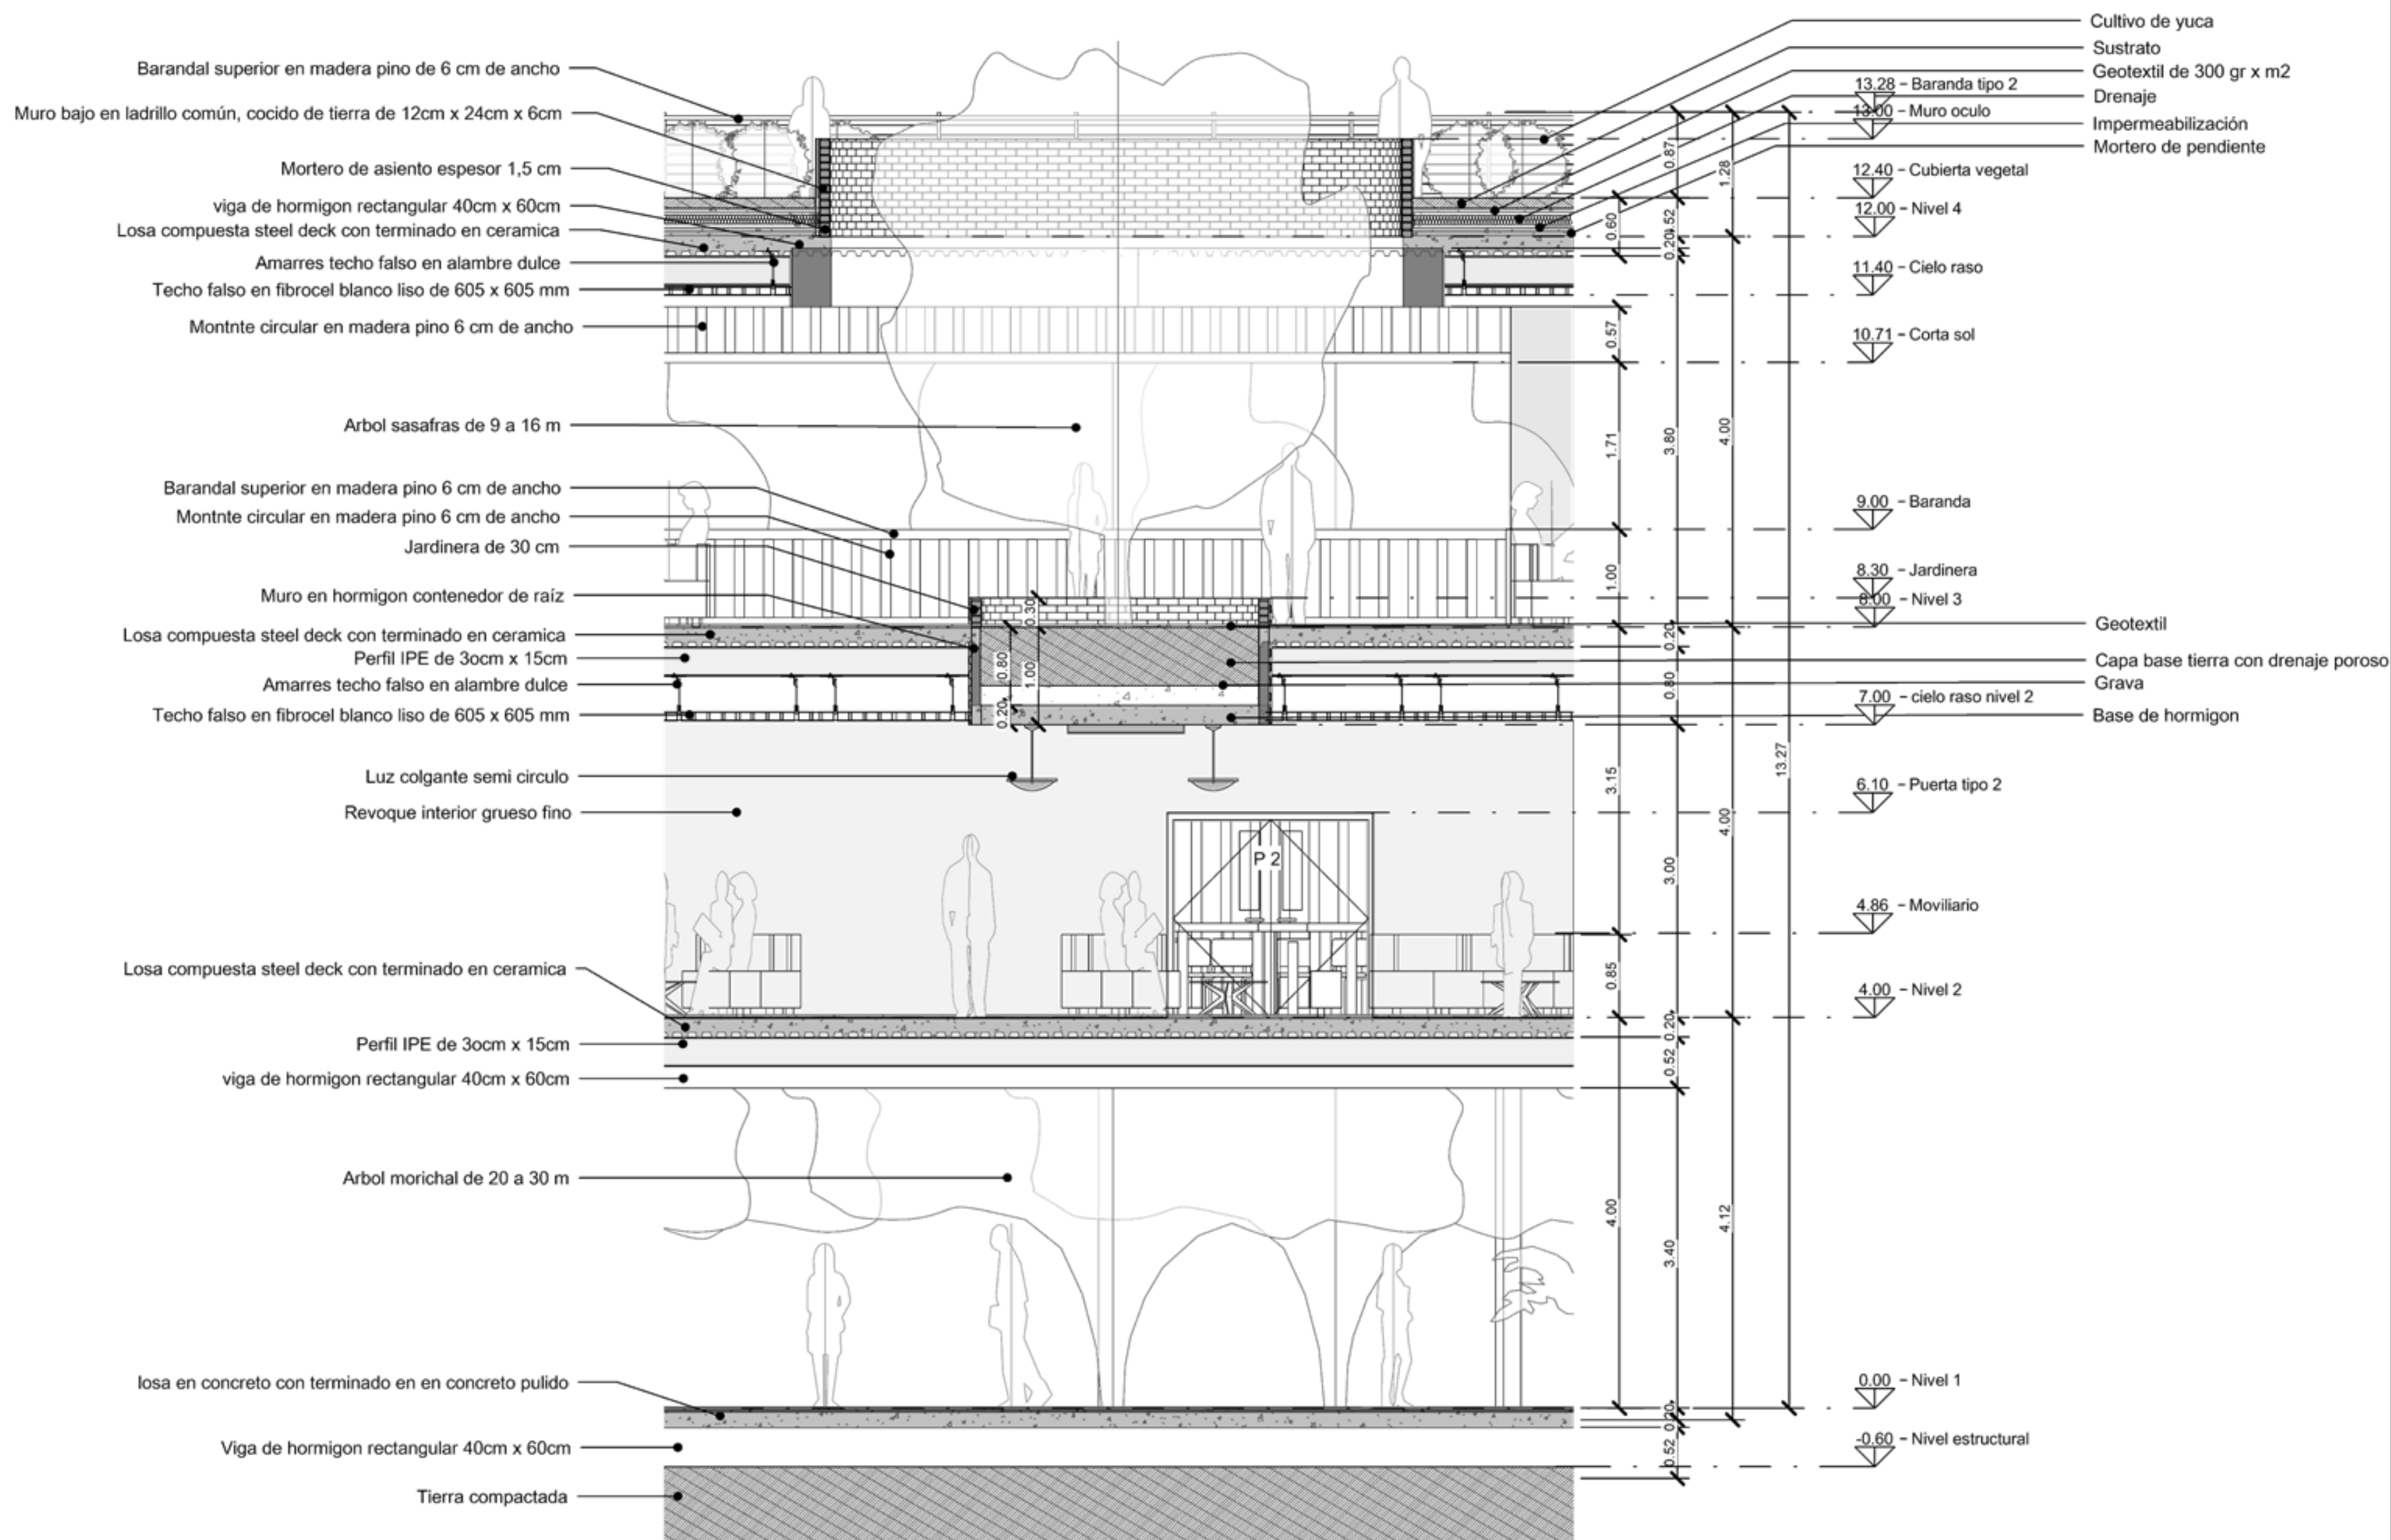 Barandal superior en madera pino de 6 cm de ancho
Muro bajo en ladrillo común, cocido de tierra de 12cm x 24cm x 6cm
Mortero de asiento espesor 1,5 cm
viga de hormigon rectangular 40cm x 60cm
Losa compuesta steel deck con terminado en ceramica
Amarres techo falso en alambre dulce
Techo falso en fibrocel blanco liso de 605 x 605 mm
Montnte circular en madera pino 6 cm de ancho
Arbol sasafras de 9 a 16 m
Barandal superior en madera pino 6 cm de ancho
Montnte circular en madera pino 6 cm de ancho
Jardinera de 30 cm
Muro en hormigon contenedor de raíz
Losa compuesta steel deck con terminado en ceramica
Perfil IPE de 3ocm x 15cm
Amarres techo falso en alambre dulce
Techo falso en fibrocel blanco liso de 605 x 605 mm
Luz colgante semi circulo
Revoque interior grueso fino
Losa compuesta steel deck con terminado en ceramica
Perfil IPE de 3ocm x 15cm
viga de hormigon rectangular 40cm x 60cm
Arbol morichal de 20 a 30 m
losa en concreto con terminado en en concreto pulido
Viga de hormigon rectangular 40cm x 60cm
Tierra compactada
0.30
0.80
1.00
0.20
P 2
0.60
0.57
1.71
1.00
3.15
0.85
4.00
0.87
0.52
0.20
3.80
0.20
0.80
3.00
0.20
0.52
3.40
0.20
0.52
1.28
4.00
4.00
4.12
13.27
13.28 - Baranda tipo 2
13.00 - Muro oculo
12.40 - Cubierta vegetal
12.00 - Nivel 4
11.40 - Cielo raso
10.71 - Corta sol
9.00 - Baranda
8.30 - Jardinera
8.00 - Nivel 3
7.00 - cielo raso nivel 2
6.10 - Puerta tipo 2
4.86 - Moviliario
4.00 - Nivel 2
0.00 - Nivel 1
-0.60 - Nivel estructural
Cultivo de yuca
Sustrato
Geotextil de 300 gr x m2
Drenaje
Impermeabilización
Mortero de pendiente
Geotextil
Capa base tierra con drenaje poroso
Grava
Base de hormigon